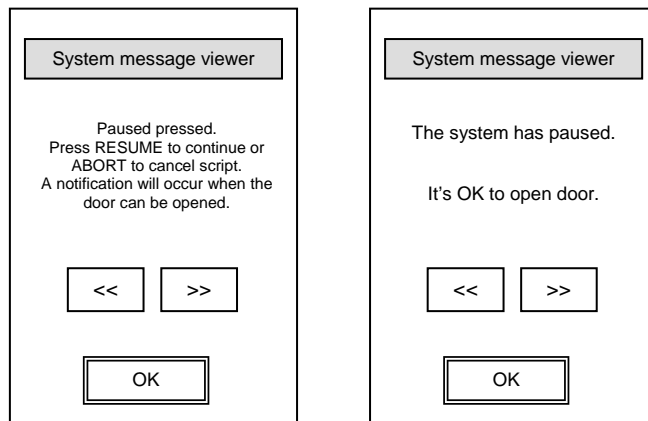 System message viewer
Paused pressed.
Press RESUME to continue or
ABORT to cancel script.
A notification will occur when the
door can be opened.
<< >>
OK
System message viewer
The system has paused.
It's OK to open door.
<< >>
OK